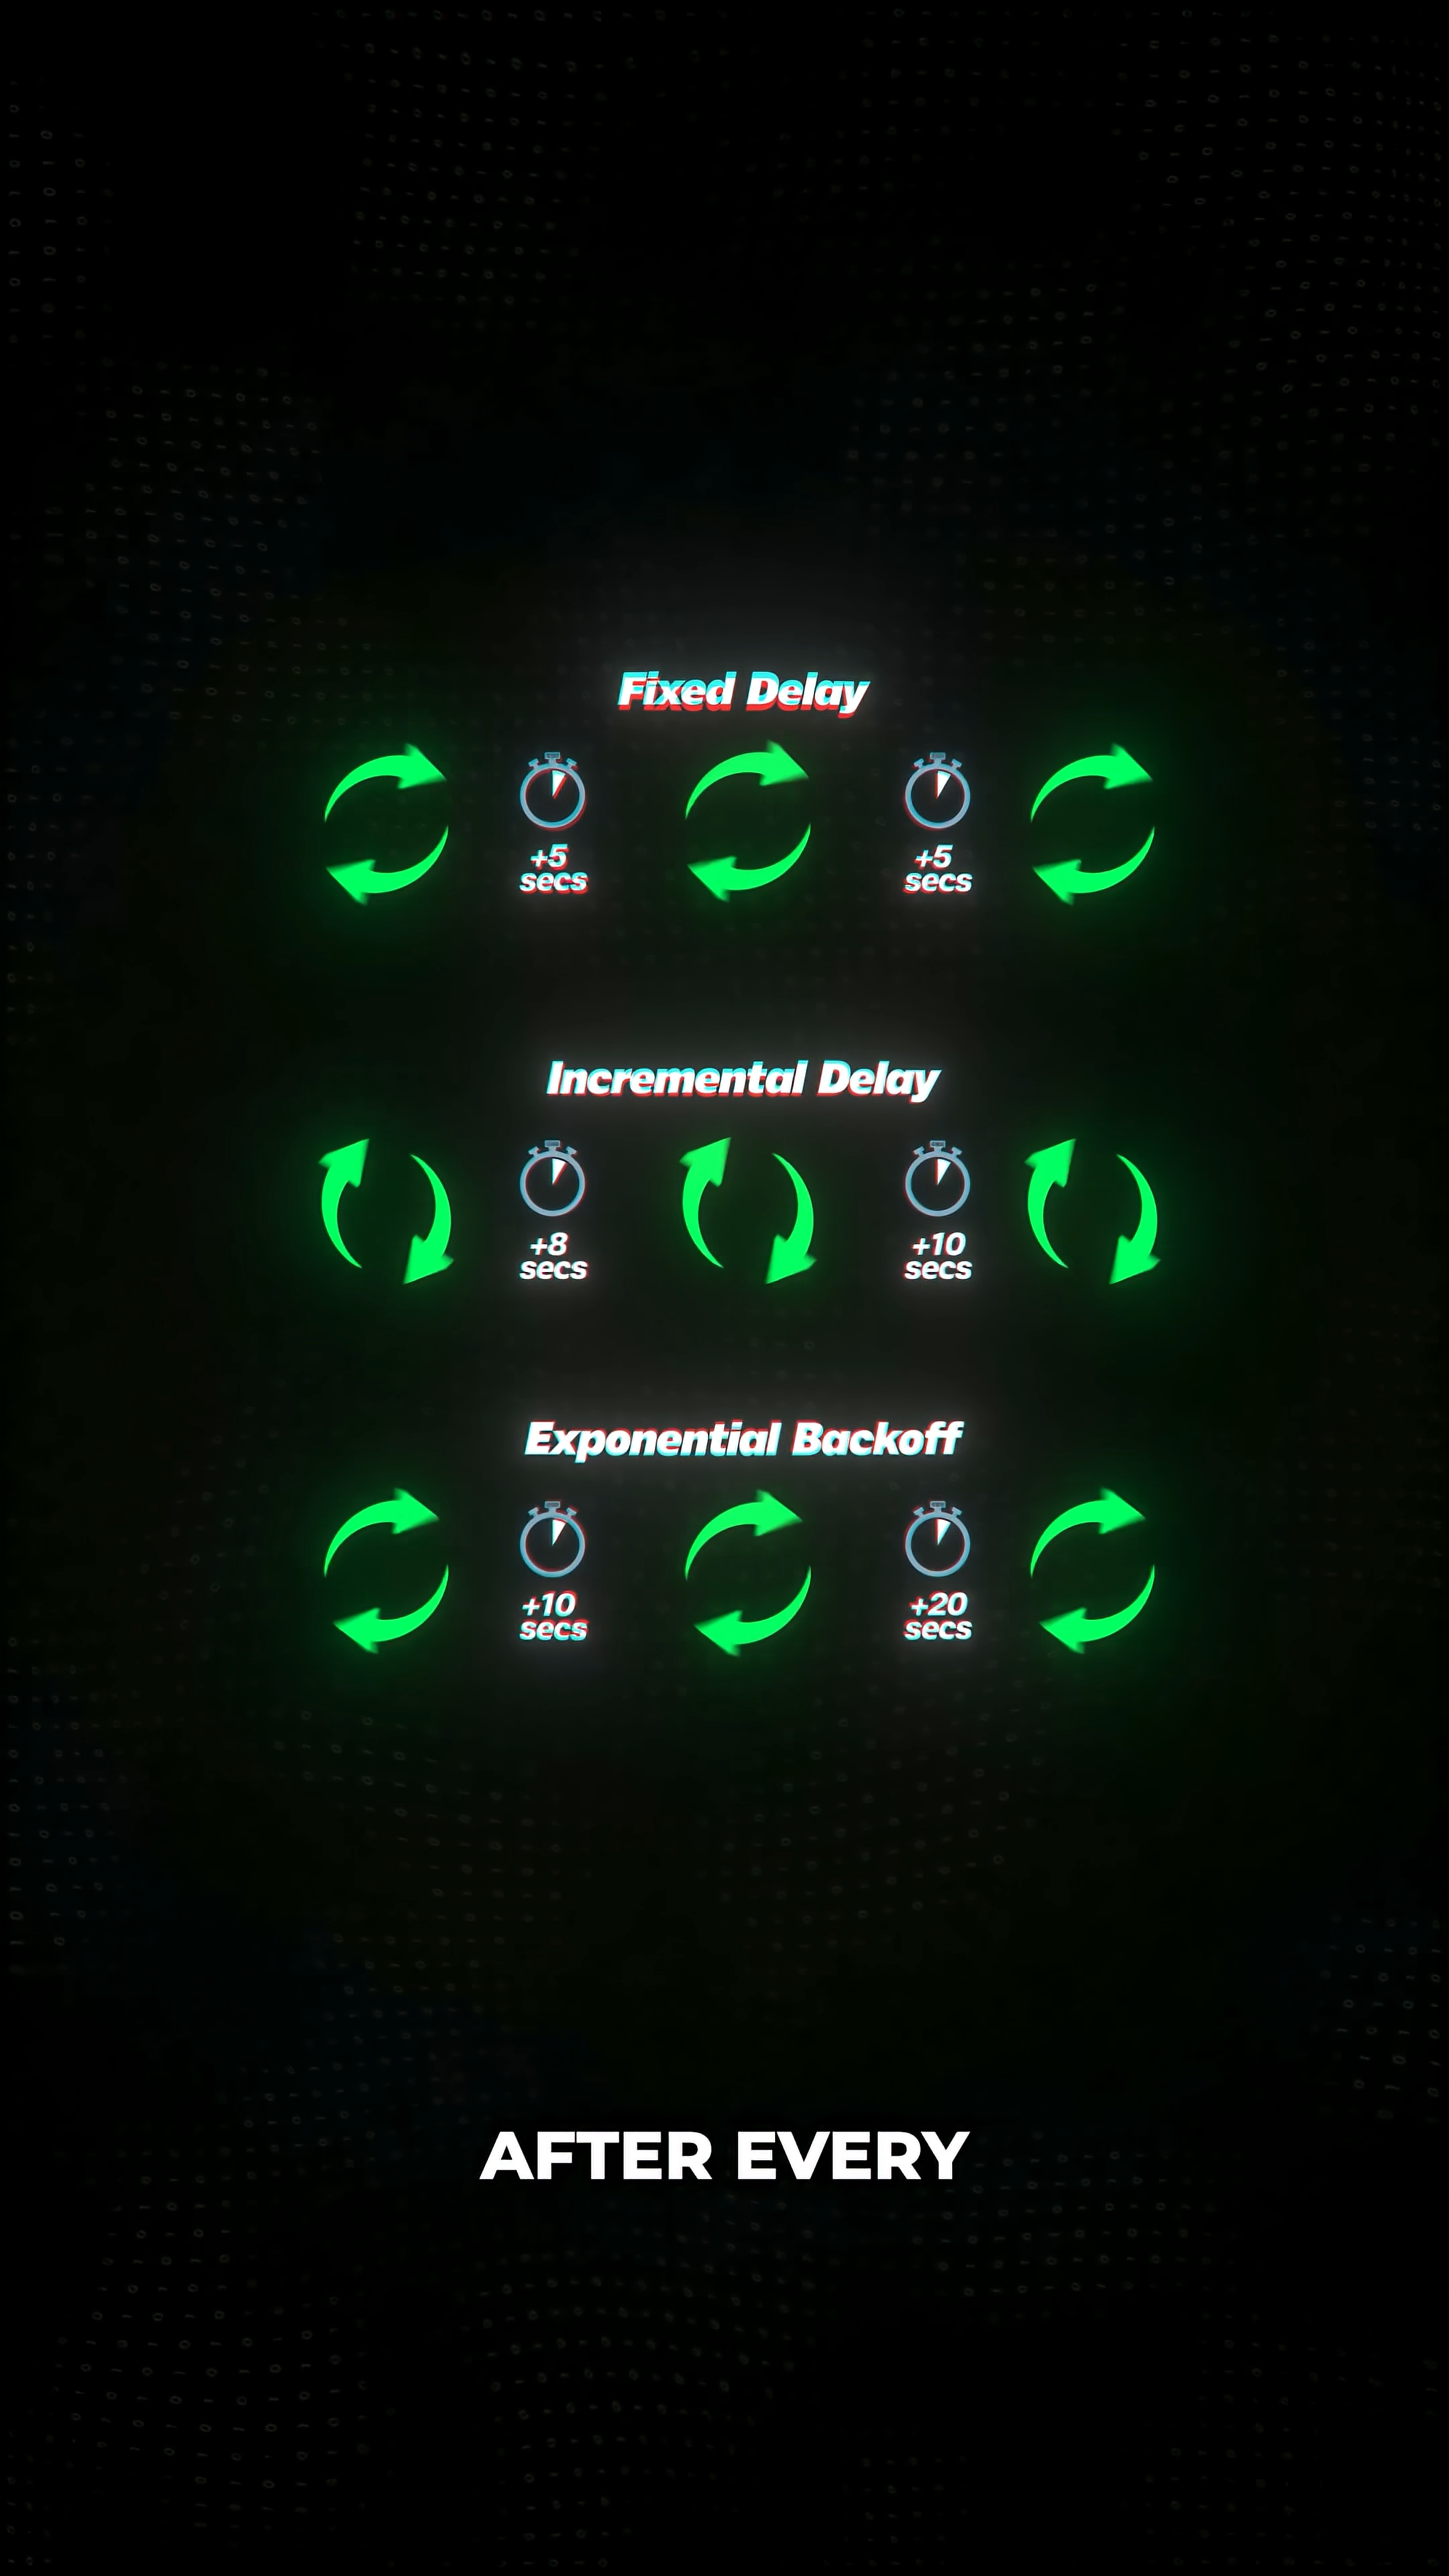 Fixed Delay
+5
secs
+5
secs
Incremental Delay
+8
secs
+10
secs
Exponential Backoff
+10
secs
+20
secs
AFTER EVERY